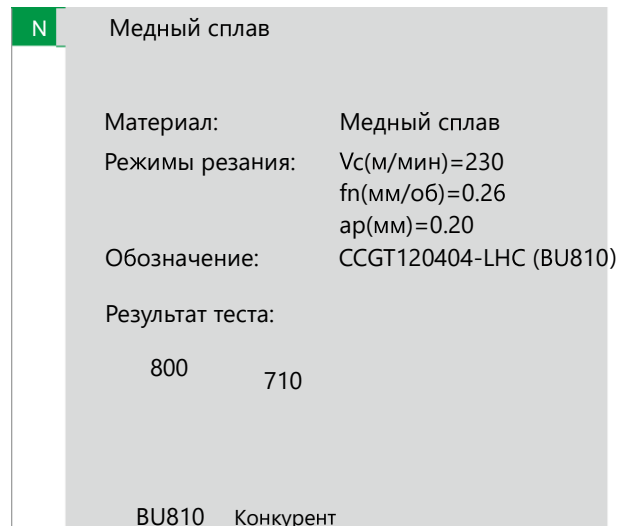 N Медный сплав
Материал: Медный сплав
Режимы резания: Vc(м/мин)=230
fn(мм/об)=0.26
ap(мм)=0.20
Обозначение: CCGT120404-LHC (BU810)
Результат теста:
800 710
BU810 Конкурент